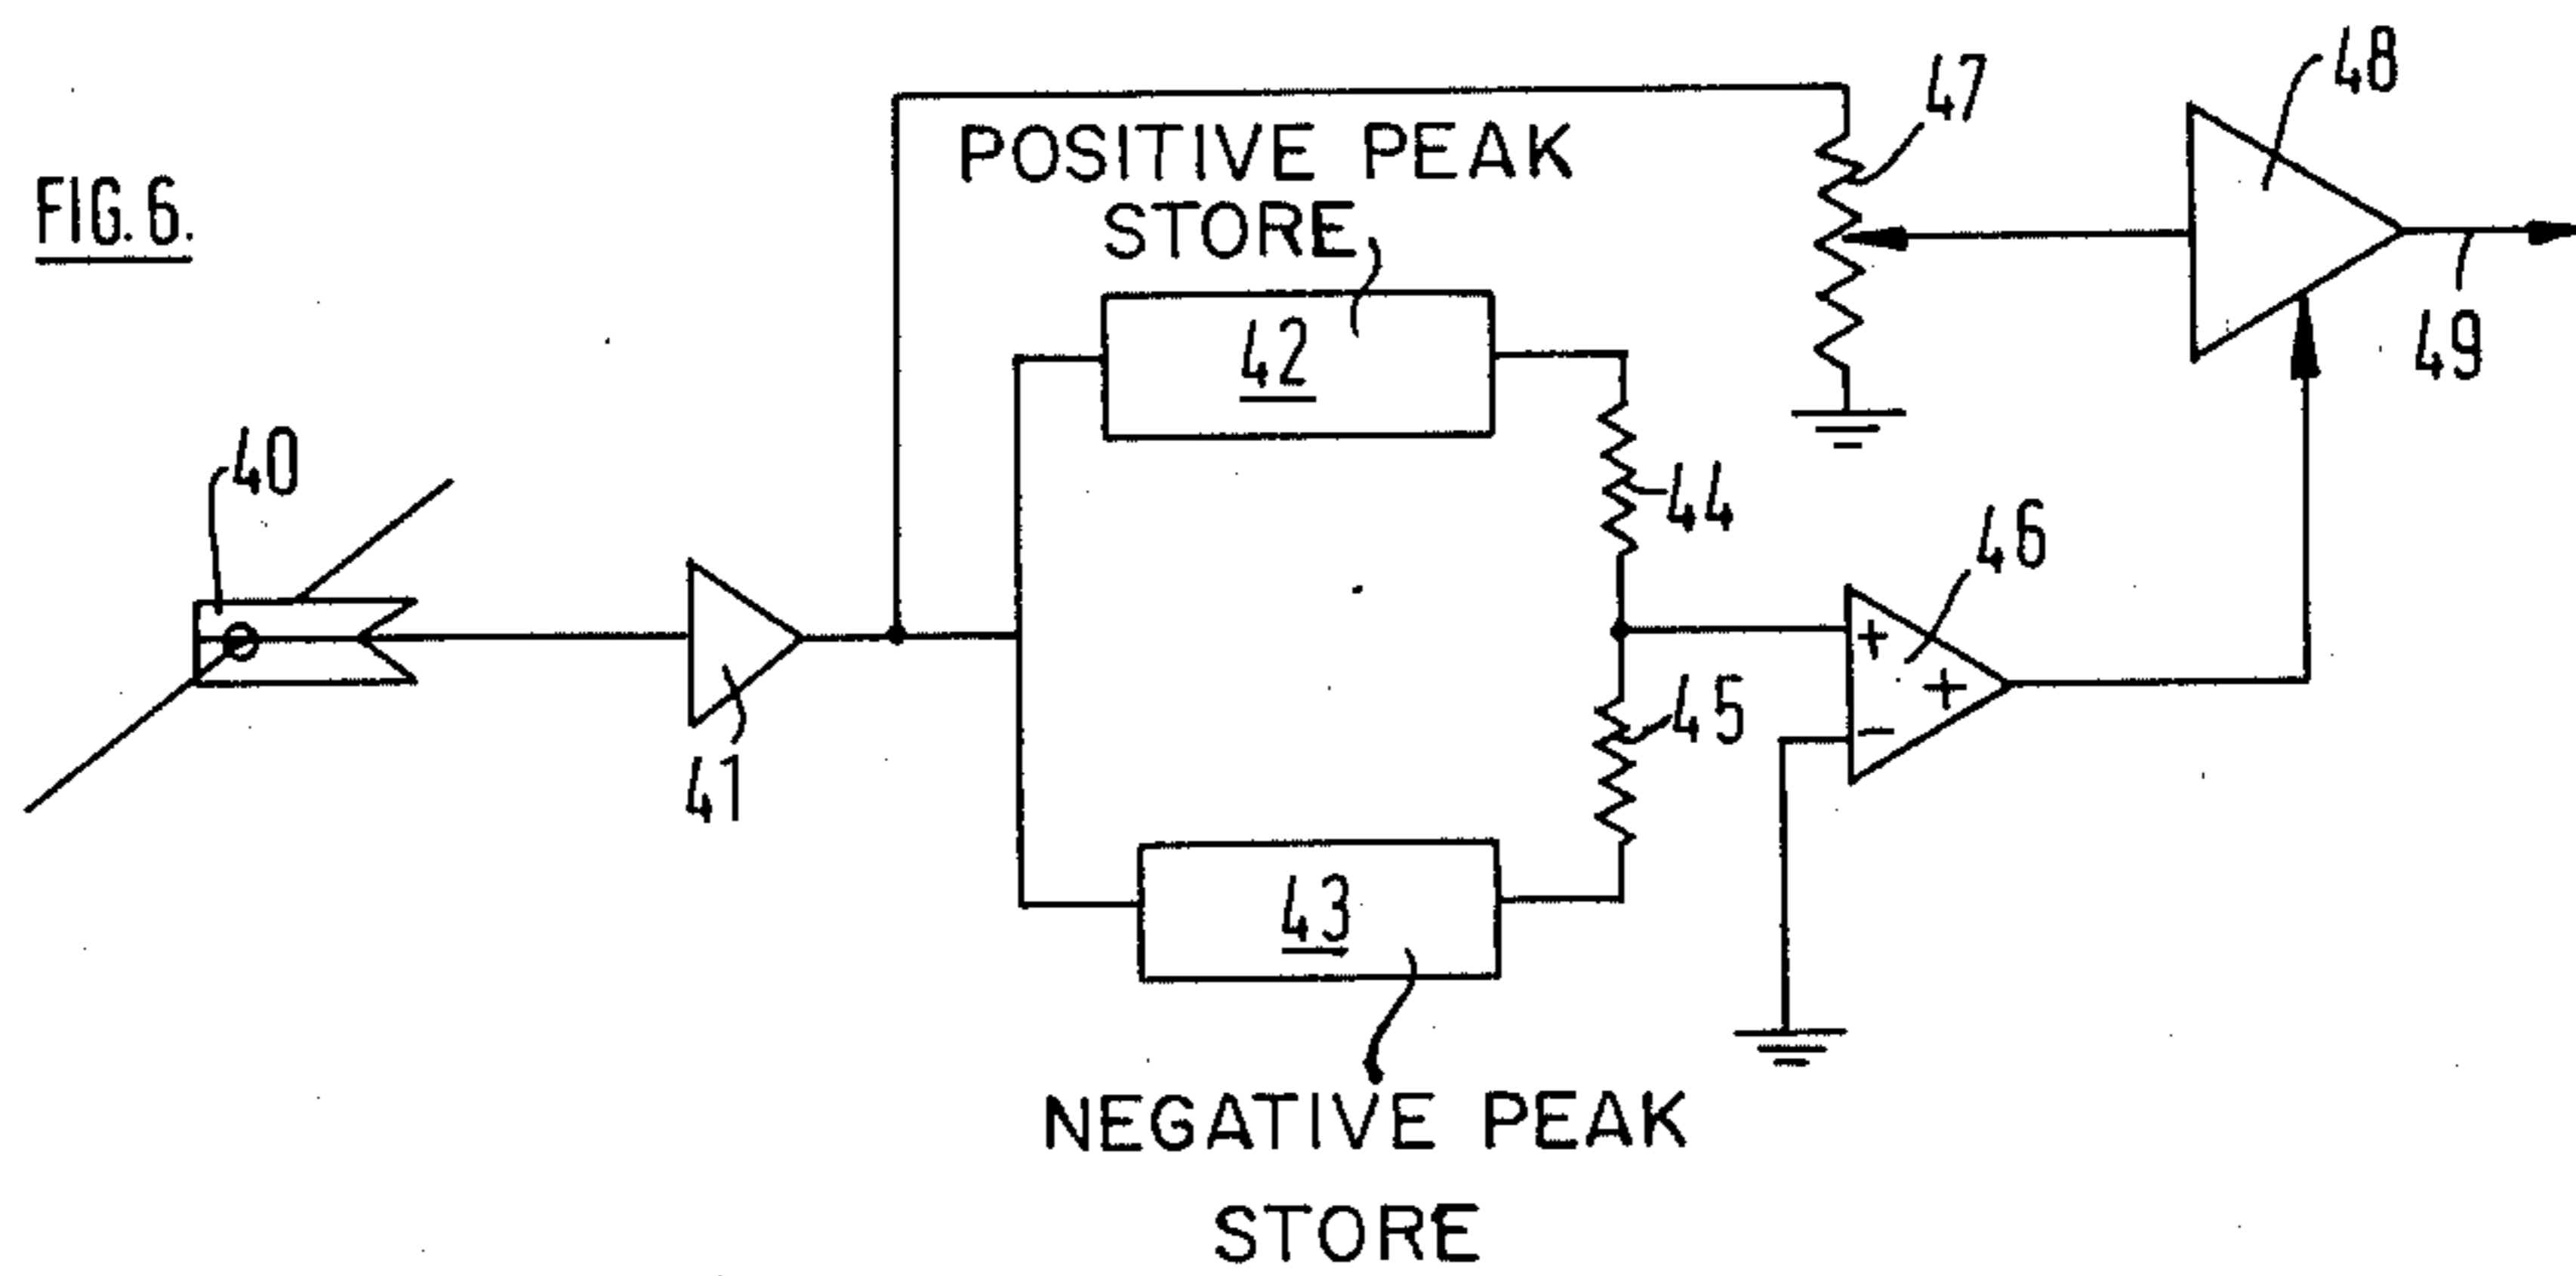 FIG. 6.
POSITIVE PEAK
STORE
47
48
42
49
40
44
46
+
+
-
41
45
43
NEGATIVE PEAK
STORE